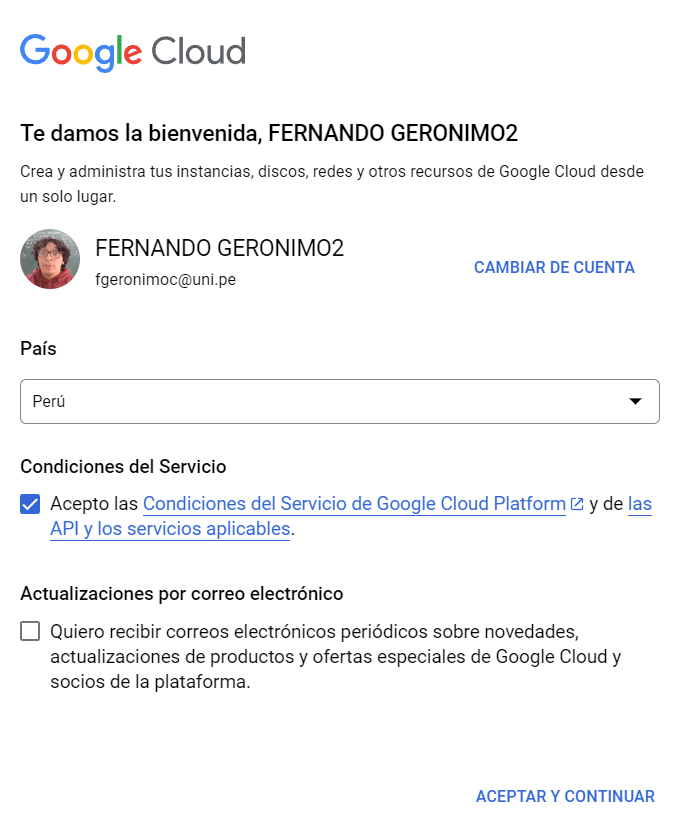 Google Cloud
Te damos la bienvenida, FERNANDO GERONIMO2
Crea y administra tus instancias, discos, redes y otros recursos de Google Cloud desde
un solo lugar.
FERNANDO GERONIMO2
fgeronimoc@uni.pe
CAMBIAR DE CUENTA
País
Perú
Condiciones del Servicio
Acepto las Condiciones del Servicio de Google Cloud Platform y de las
API y los servicios aplicables.
Actualizaciones por correo electrónico
Quiero recibir correos electrónicos periódicos sobre novedades,
actualizaciones de productos y ofertas especiales de Google Cloud y
socios de la plataforma.
ACEPTAR Y CONTINUAR